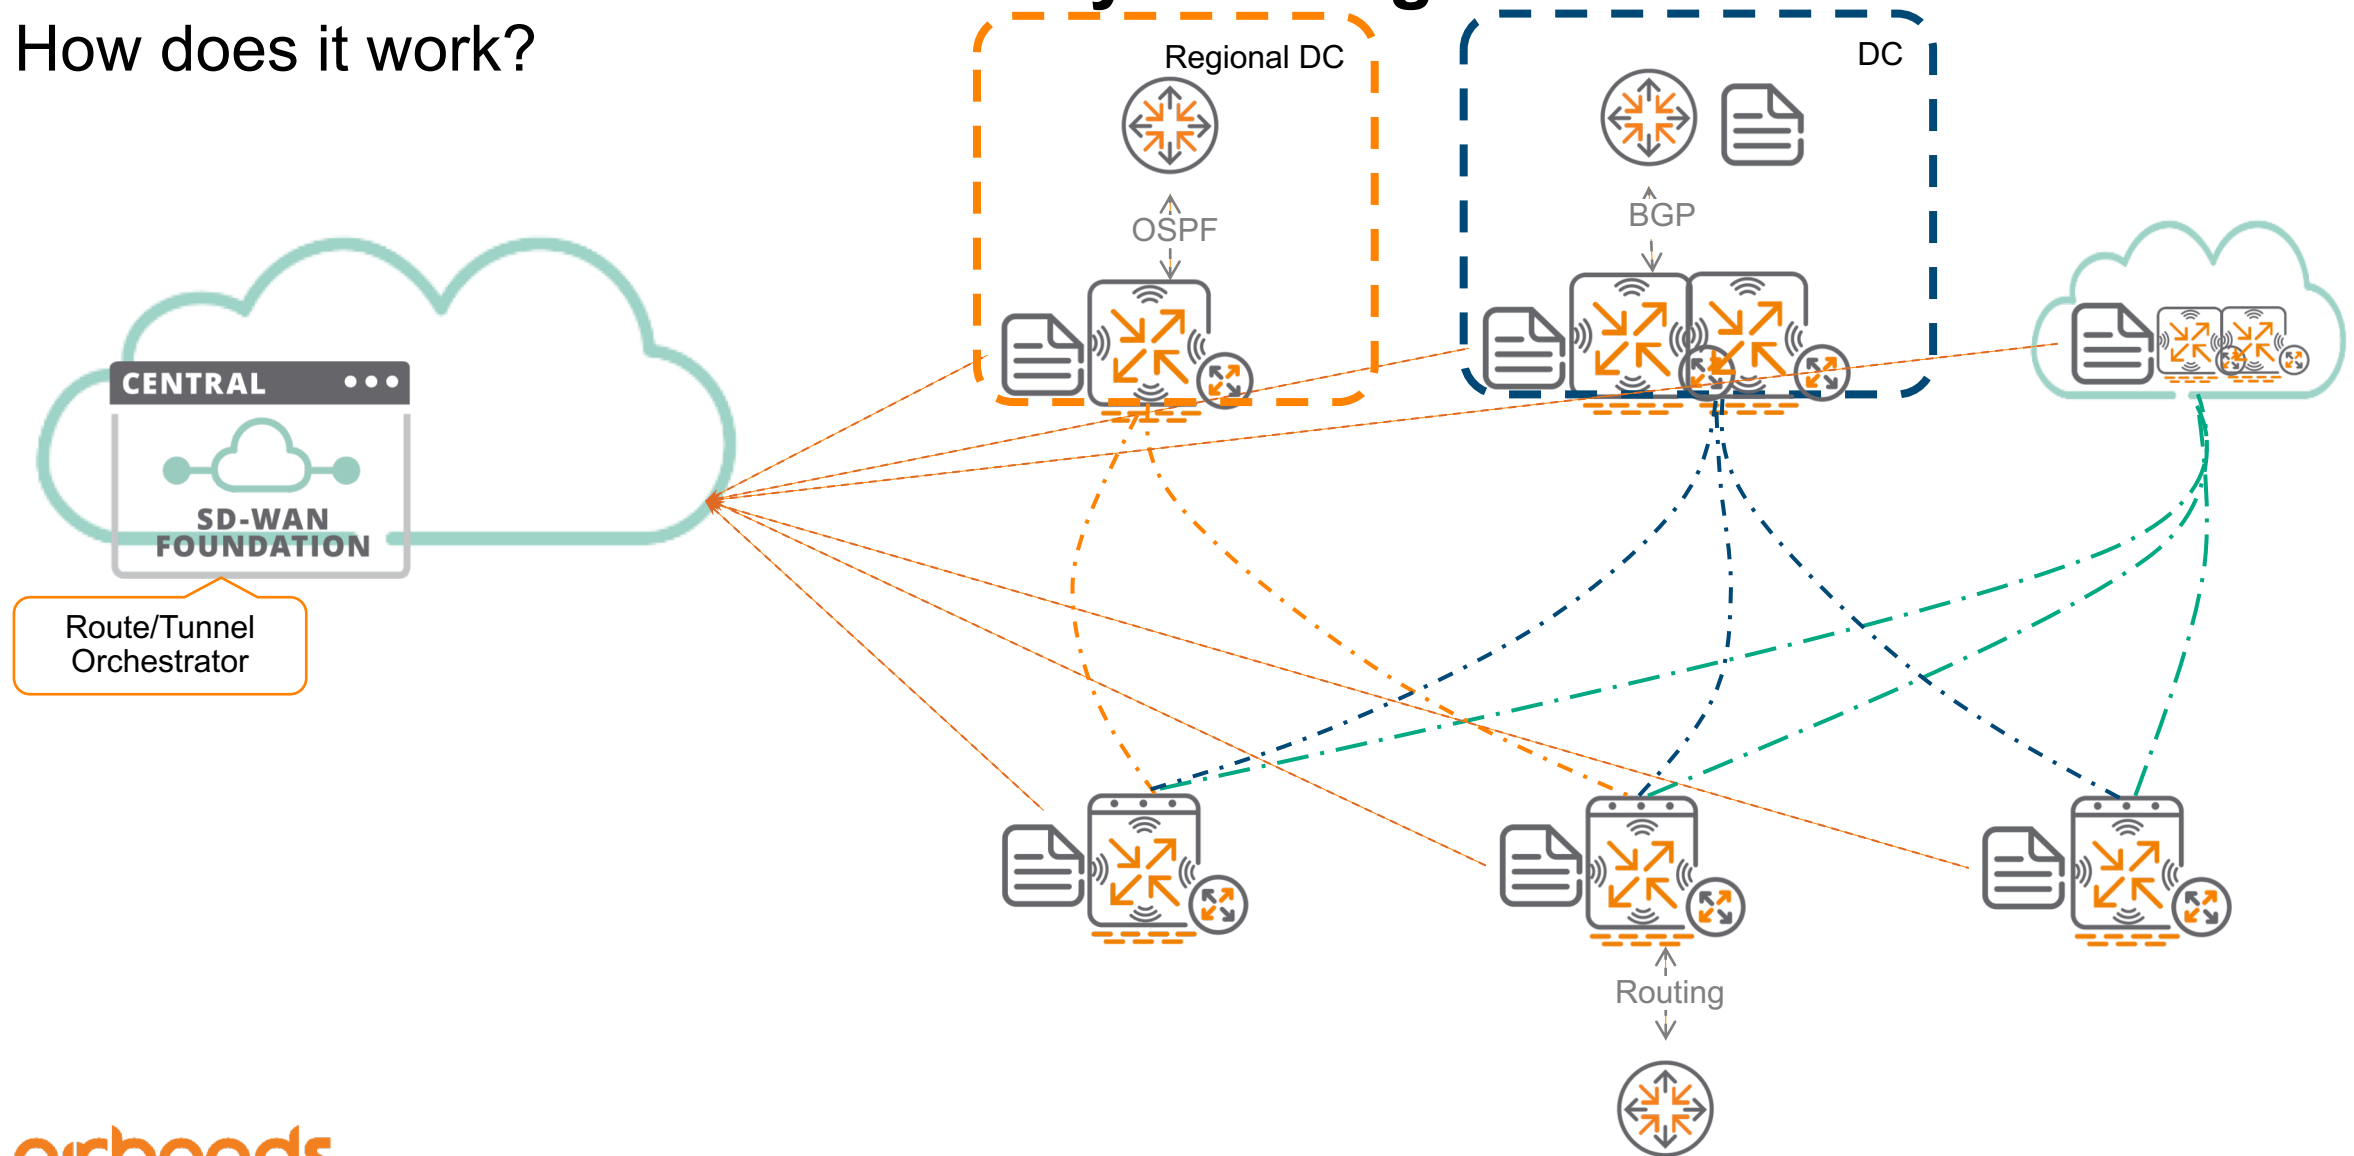 How does it work?
Regional DC
DC
OSPF
BGP
CENTRAL
SD-WAN
FOUNDATION
Route/Tunnel
Orchestrator
Routing